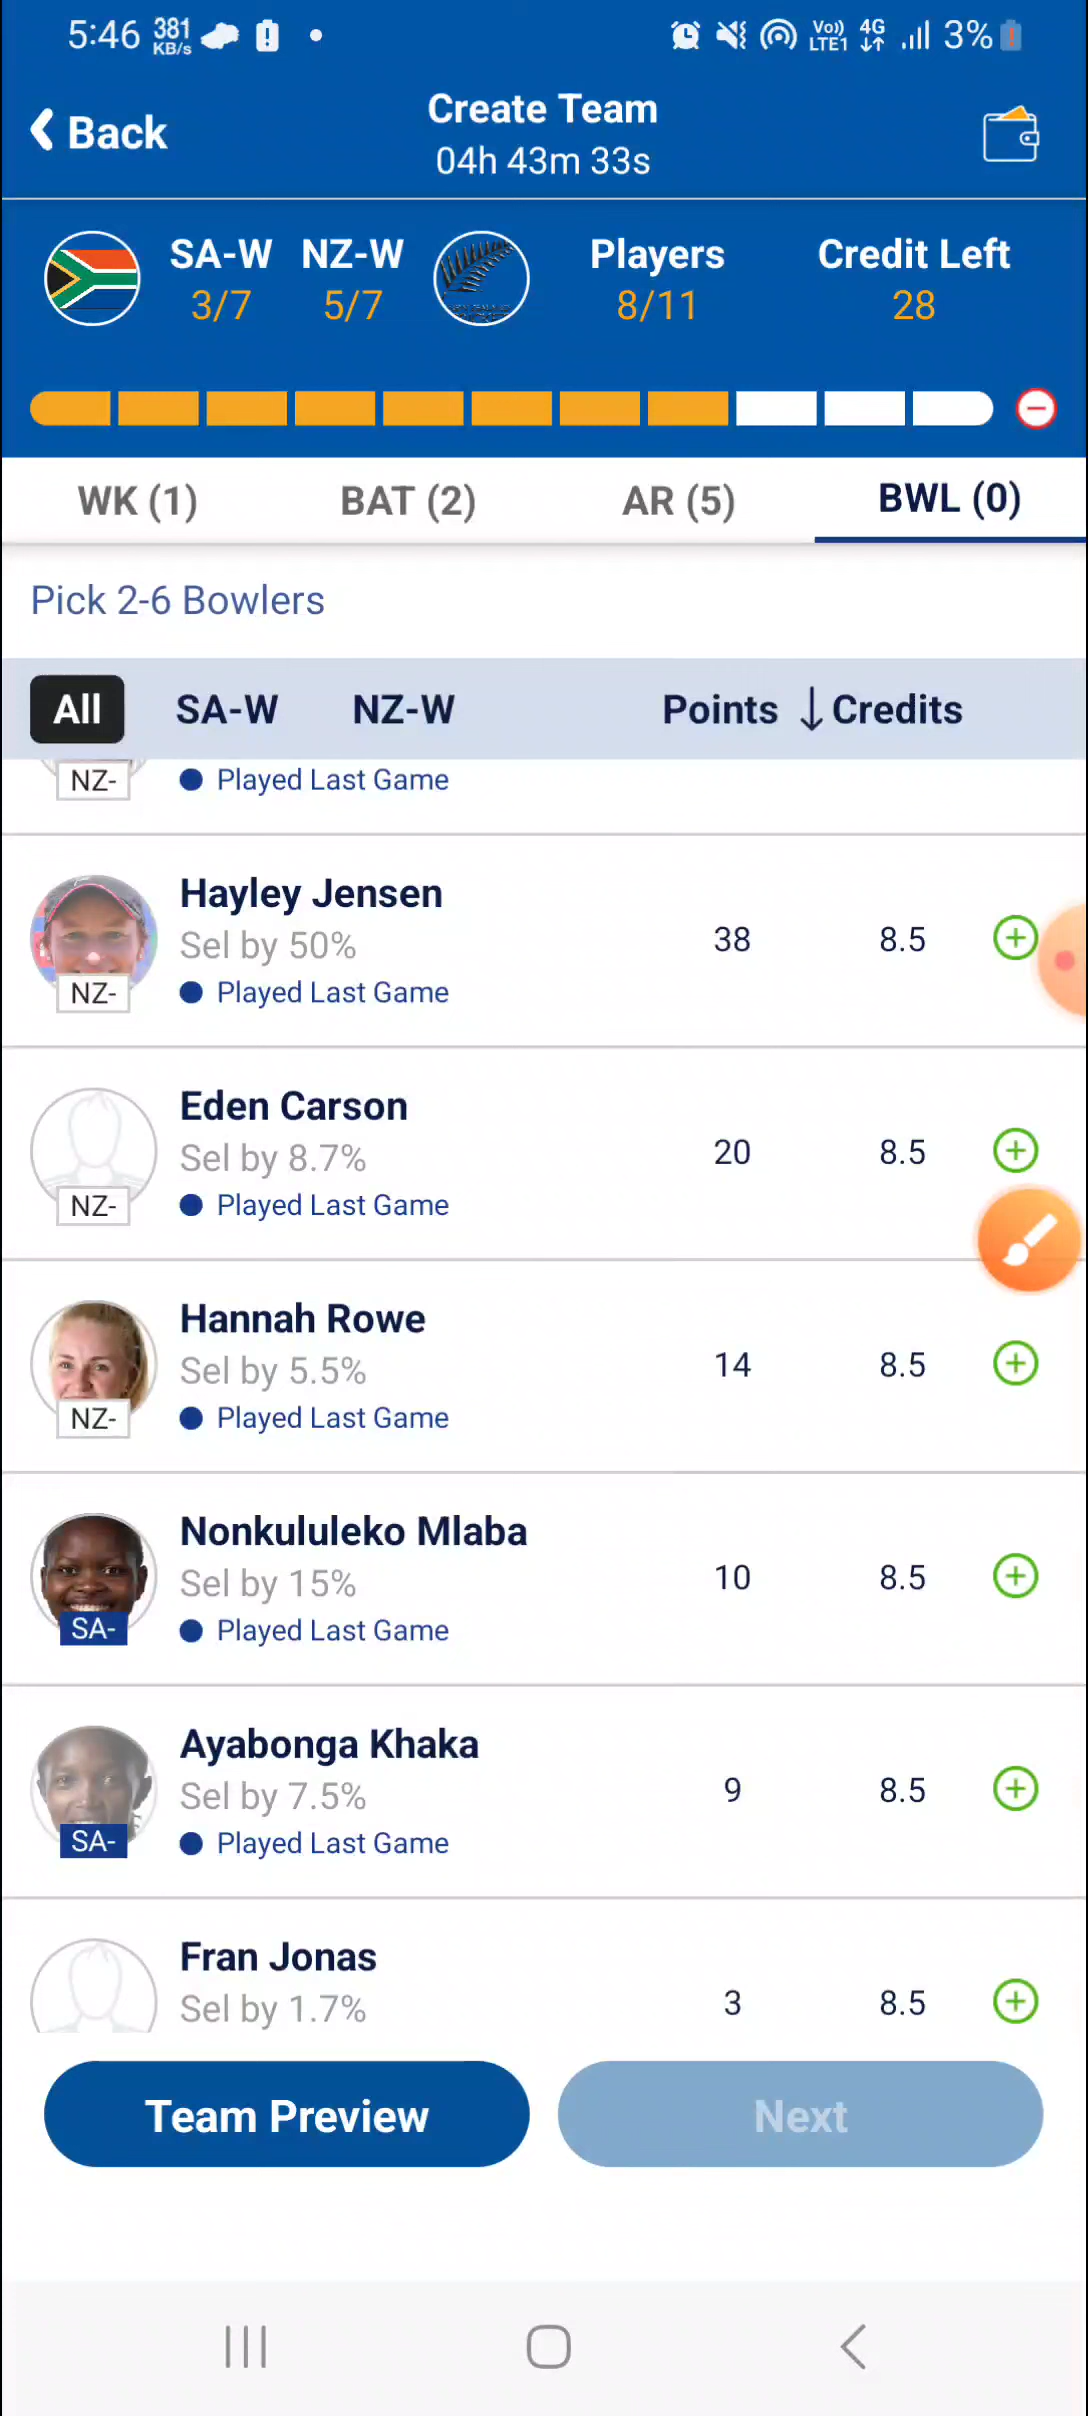 5:46 381 KB/s Vo)) LTE1 4G 3%
Back
Create Team
04h 43m 33s
SA-W NZ-W Players Credit Left
3/7 5/7 8/11 28
WK (1) BAT (2) AR (5) BWL (0)
Pick 2-6 Bowlers
All SA-W NZ-W Points ↓ Credits
NZ- Played Last Game
Hayley Jensen
Sel by 50% 38 8.5
NZ- Played Last Game
Eden Carson
Sel by 8.7% 20 8.5
NZ- Played Last Game
Hannah Rowe
Sel by 5.5% 14 8.5
NZ- Played Last Game
Nonkululeko Mlaba
Sel by 15% 10 8.5
SA- Played Last Game
Ayabonga Khaka
Sel by 7.5% 9 8.5
SA- Played Last Game
Fran Jonas
Sel by 1.7% 3 8.5
Team Preview Next